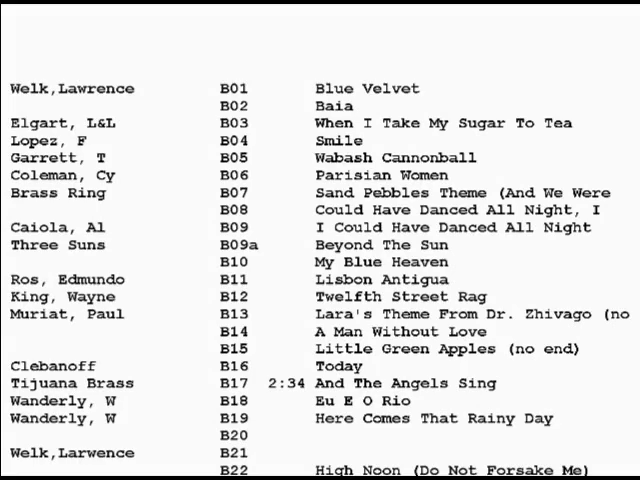 Welk,Lawrence B01 Blue Velvet
B02 Baia
Elgart, L&L B03 When I Take My Sugar To Tea
Lopez, F B04 Smile
Garrett, T B05 Wabash Cannonball
Coleman, Cy B06 Parisian Women
Brass Ring B07 Sand Pebbles Theme (And We Were
B08 Could Have Danced All Night, I
Caiola, Al B09 I Could Have Danced All Night
Three Suns B09a Beyond The Sun
B10 My Blue Heaven
Ros, Edmundo B11 Lisbon Antigua
King, Wayne B12 Twelfth Street Rag
Muriat, Paul B13 Lara's Theme From Dr. Zhivago (no
B14 A Man Without Love
B15 Little Green Apples (no end)
Clebanoff B16 Today
Tijuana Brass B17 2:34 And The Angels Sing
Wanderly, W B18 Eu E O Rio
Wanderly, W B19 Here Comes That Rainy Day
B20
Welk,Larwence B21
B22 High Noon (Do Not Forsake Me)